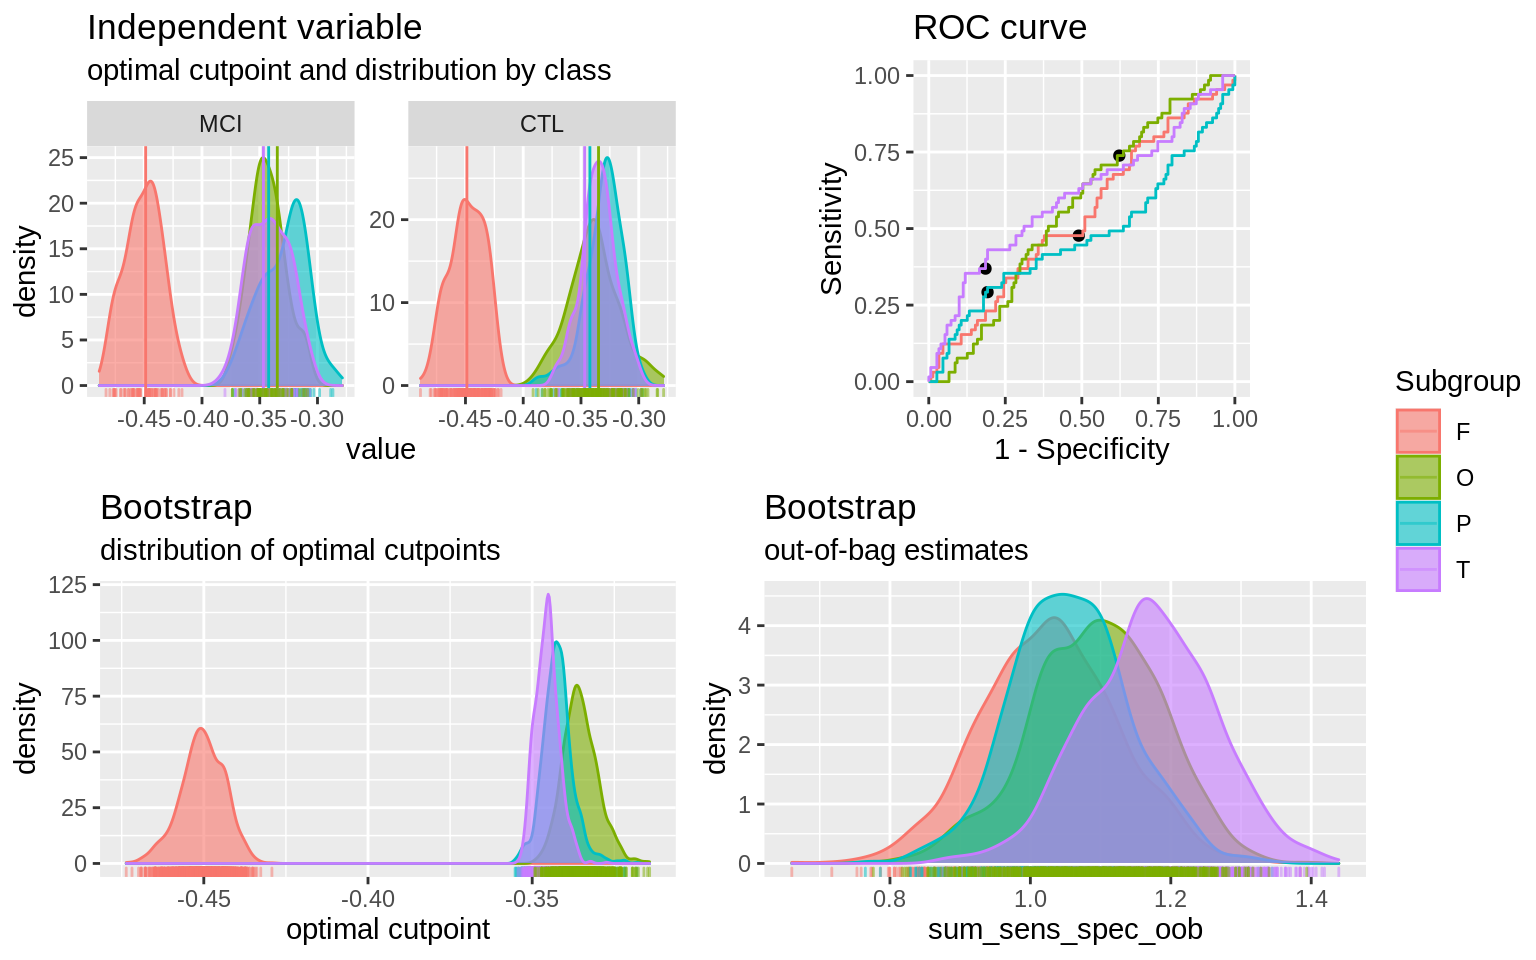 Independent variable
optimal cutpoint and distribution by class
MCI
CTL
density
25
20
15
10
5
0
20
10
0
-0.45 -0.40 -0.35 -0.30
-0.45 -0.40 -0.35 -0.30
value
ROC curve
Sensitivity
1.00
0.75
0.50
0.25
0.00
0.00 0.25 0.50 0.75 1.00
1 - Specificity
Subgroup
F
O
P
T
Bootstrap
distribution of optimal cutpoints
density
125
100
75
50
25
0
-0.45 -0.40 -0.35
optimal cutpoint
Bootstrap
out-of-bag estimates
density
4
3
2
1
0
0.8 1.0 1.2 1.4
sum_sens_spec_oob